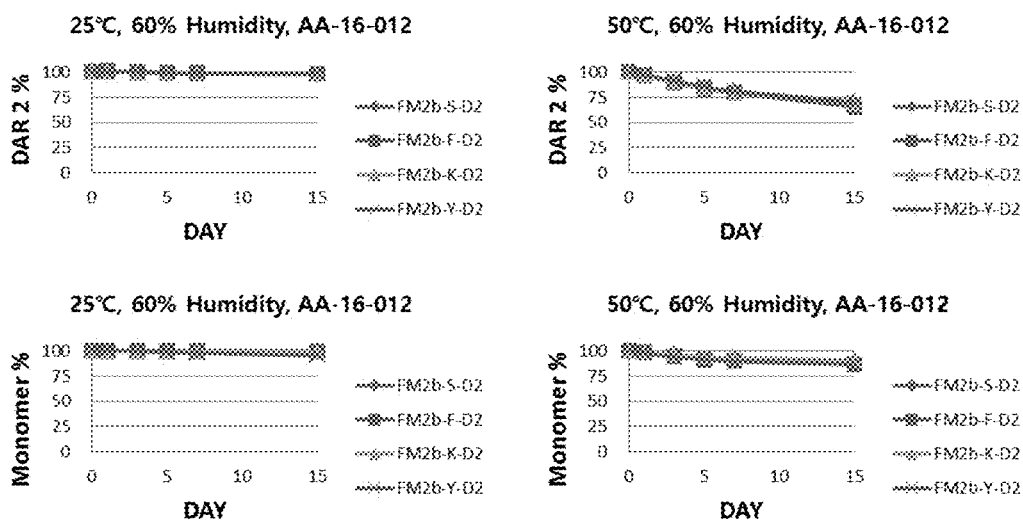 25℃, 60% Humidity, AA-16-012
DAR 2 %
100
75
50
25
0
0 5 10 15
DAY
FM2b-S-D2
FM2b-F-D2
FM2b-K-D2
FM2b-Y-D2
50℃, 60% Humidity, AA-16-012
DAR 2 %
100
75
50
25
0
0 5 10 15
DAY
FM2b-S-D2
FM2b-F-D2
FM2b-K-D2
FM2b-Y-D2
25℃, 60% Humidity, AA-16-012
Monomer %
100
75
50
25
0
0 5 10 15
DAY
FM2b-S-D2
FM2b-F-D2
FM2b-K-D2
FM2b-Y-D2
50℃, 60% Humidity, AA-16-012
Monomer %
100
75
50
25
0
0 5 10 15
DAY
FM2b-S-D2
FM2b-F-D2
FM2b-K-D2
FM2b-Y-D2